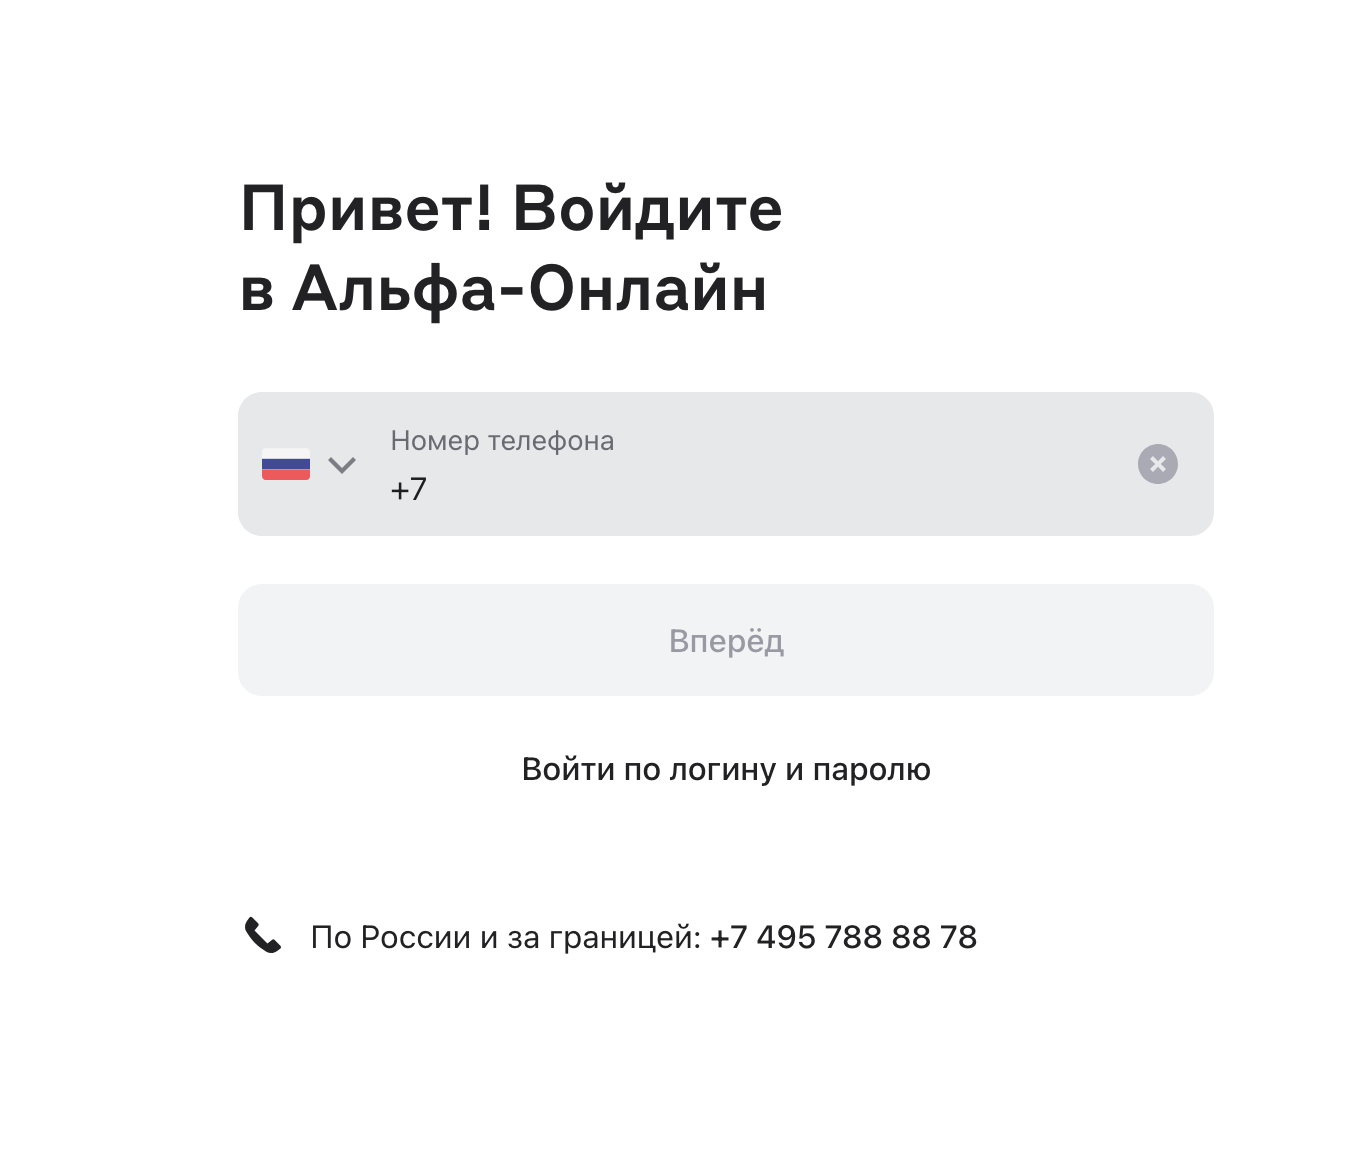 Привет! Войдите
в Альфа-Онлайн
Номер телефона
+7
Вперёд
Войти по логину и паролю
По России и за границей: +7 495 788 88 78